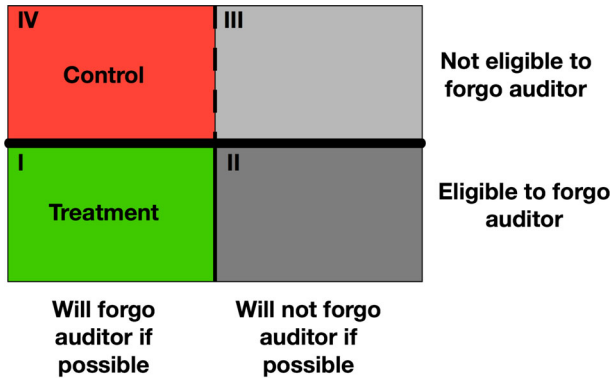 IV
III
Control
Not eligible to
forgo auditor
I
II
Treatment
Eligible to forgo
auditor
Will forgo
auditor if
possible
Will not forgo
auditor if
possible